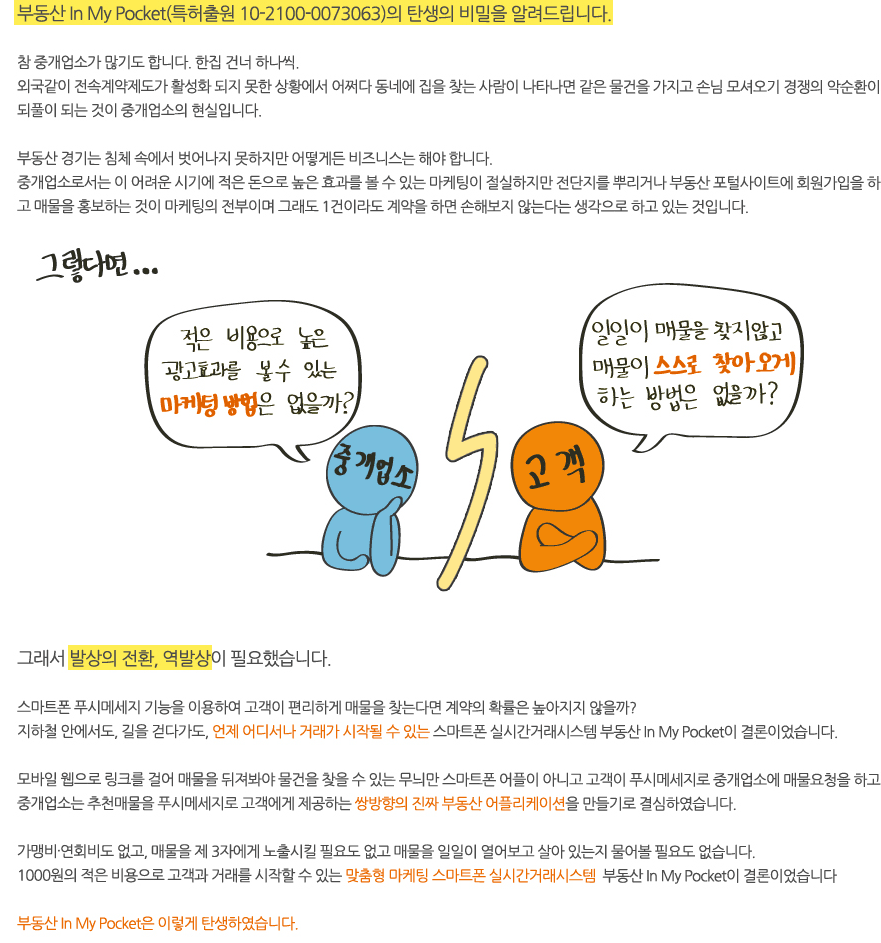 부동산 In My Pocket(특허출원 10-2100-0073063)의 탄생의 비밀을 알려드립니다.
참 중개업소가 많기도 합니다. 한집 건너 하나씩.
외국같이 전속계약제도가 활성화 되지 못한 상황에서 어쩌다 동네에 집을 찾는 사람이 나타나면 같은 물건을 가지고 손님 모셔오기 경쟁의 악순환이
되풀이 되는 것이 중개업소의 현실입니다.
부동산 경기는 침체 속에서 벗어나지 못하지만 어떻게든 비즈니스는 해야 합니다.
중개업소로서는 이 어려운 시기에 적은 돈으로 높은 효과를 볼 수 있는 마케팅이 절실하지만 전단지를 뿌리거나 부동산 포털사이트에 회원가입을 하
고 매물을 홍보하는 것이 마케팅의 전부이며 그래도 1건이라도 계약을 하면 손해보지 않는다는 생각으로 하고 있는 것입니다.
그렇다면...
적은 비용으로 높은
광고효과를 볼 수 있는
마케팅 방법은 없을까?
일일이 매물을 찾지않고
매물이 스스로 찾아오게
하는 방법은 없을까?
중개업소
고객
그래서 발상의 전환, 역발상이 필요했습니다.
스마트폰 푸시메세지 기능을 이용하여 고객이 편리하게 매물을 찾는다면 계약의 확률은 높아지지 않을까?
지하철 안에서도, 길을 걷다가도, 언제 어디서나 거래가 시작될 수 있는 스마트폰 실시간거래시스템 부동산 In My Pocket이 결론이었습니다.
모바일 웹으로 링크를 걸어 매물을 뒤져봐야 물건을 찾을 수 있는 무늬만 스마트폰 어플이 아니고 고객이 푸시메세지로 중개업소에 매물요청을 하고
중개업소는 추천매물을 푸시메세지로 고객에게 제공하는 쌍방향의 진짜 부동산 어플리케이션을 만들기로 결심하였습니다.
가맹비·연회비도 없고, 매물을 제 3자에게 노출시킬 필요도 없고 매물을 일일이 열어보고 살아 있는지 물어볼 필요도 없습니다.
1000원의 적은 비용으로 고객과 거래를 시작할 수 있는 맞춤형 마케팅 스마트폰 실시간거래시스템 부동산 In My Pocket이 결론이었습니다
부동산 In My Pocket은 이렇게 탄생하였습니다.